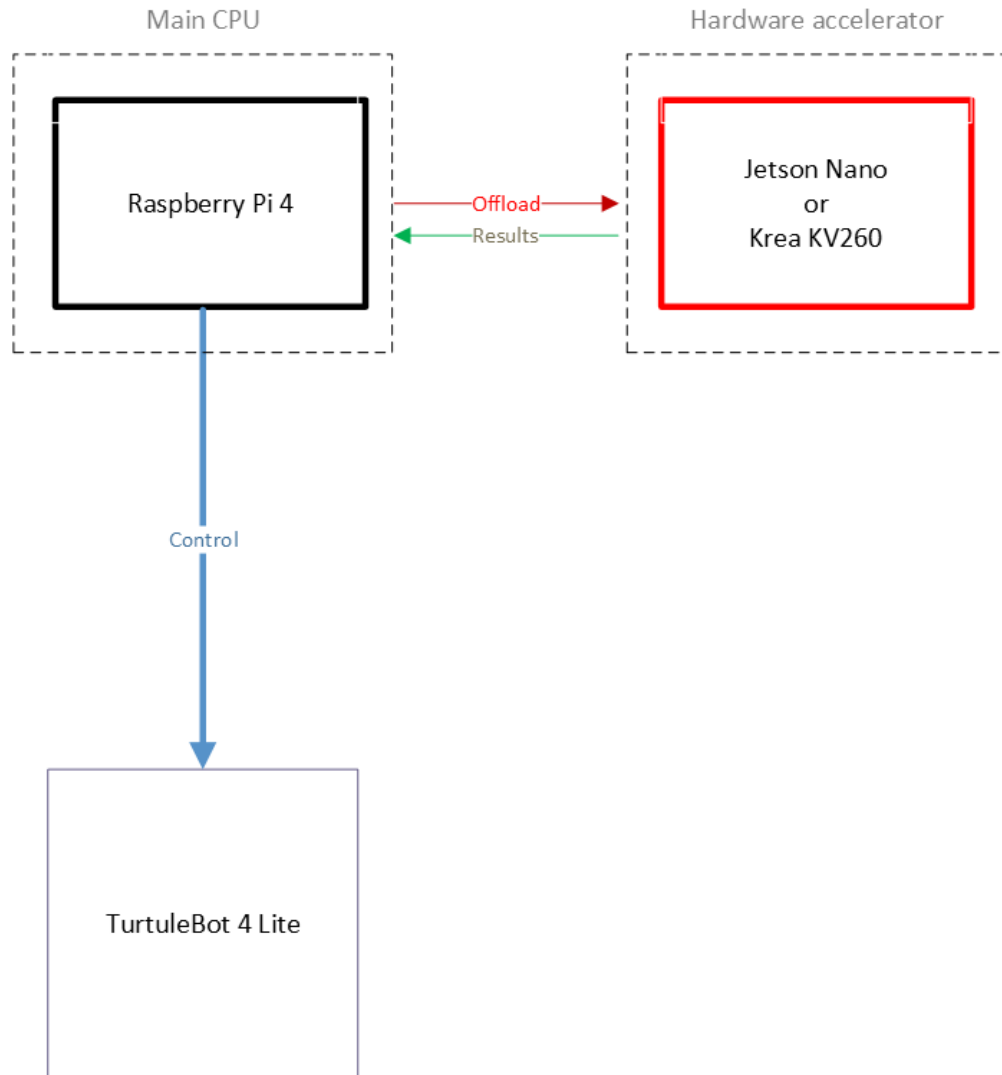 Main CPU
Hardware accelerator
Raspberry Pi 4
Jetson Nano
or
Krea KV260
Offload
Results
Control
TurtuleBot 4 Lite